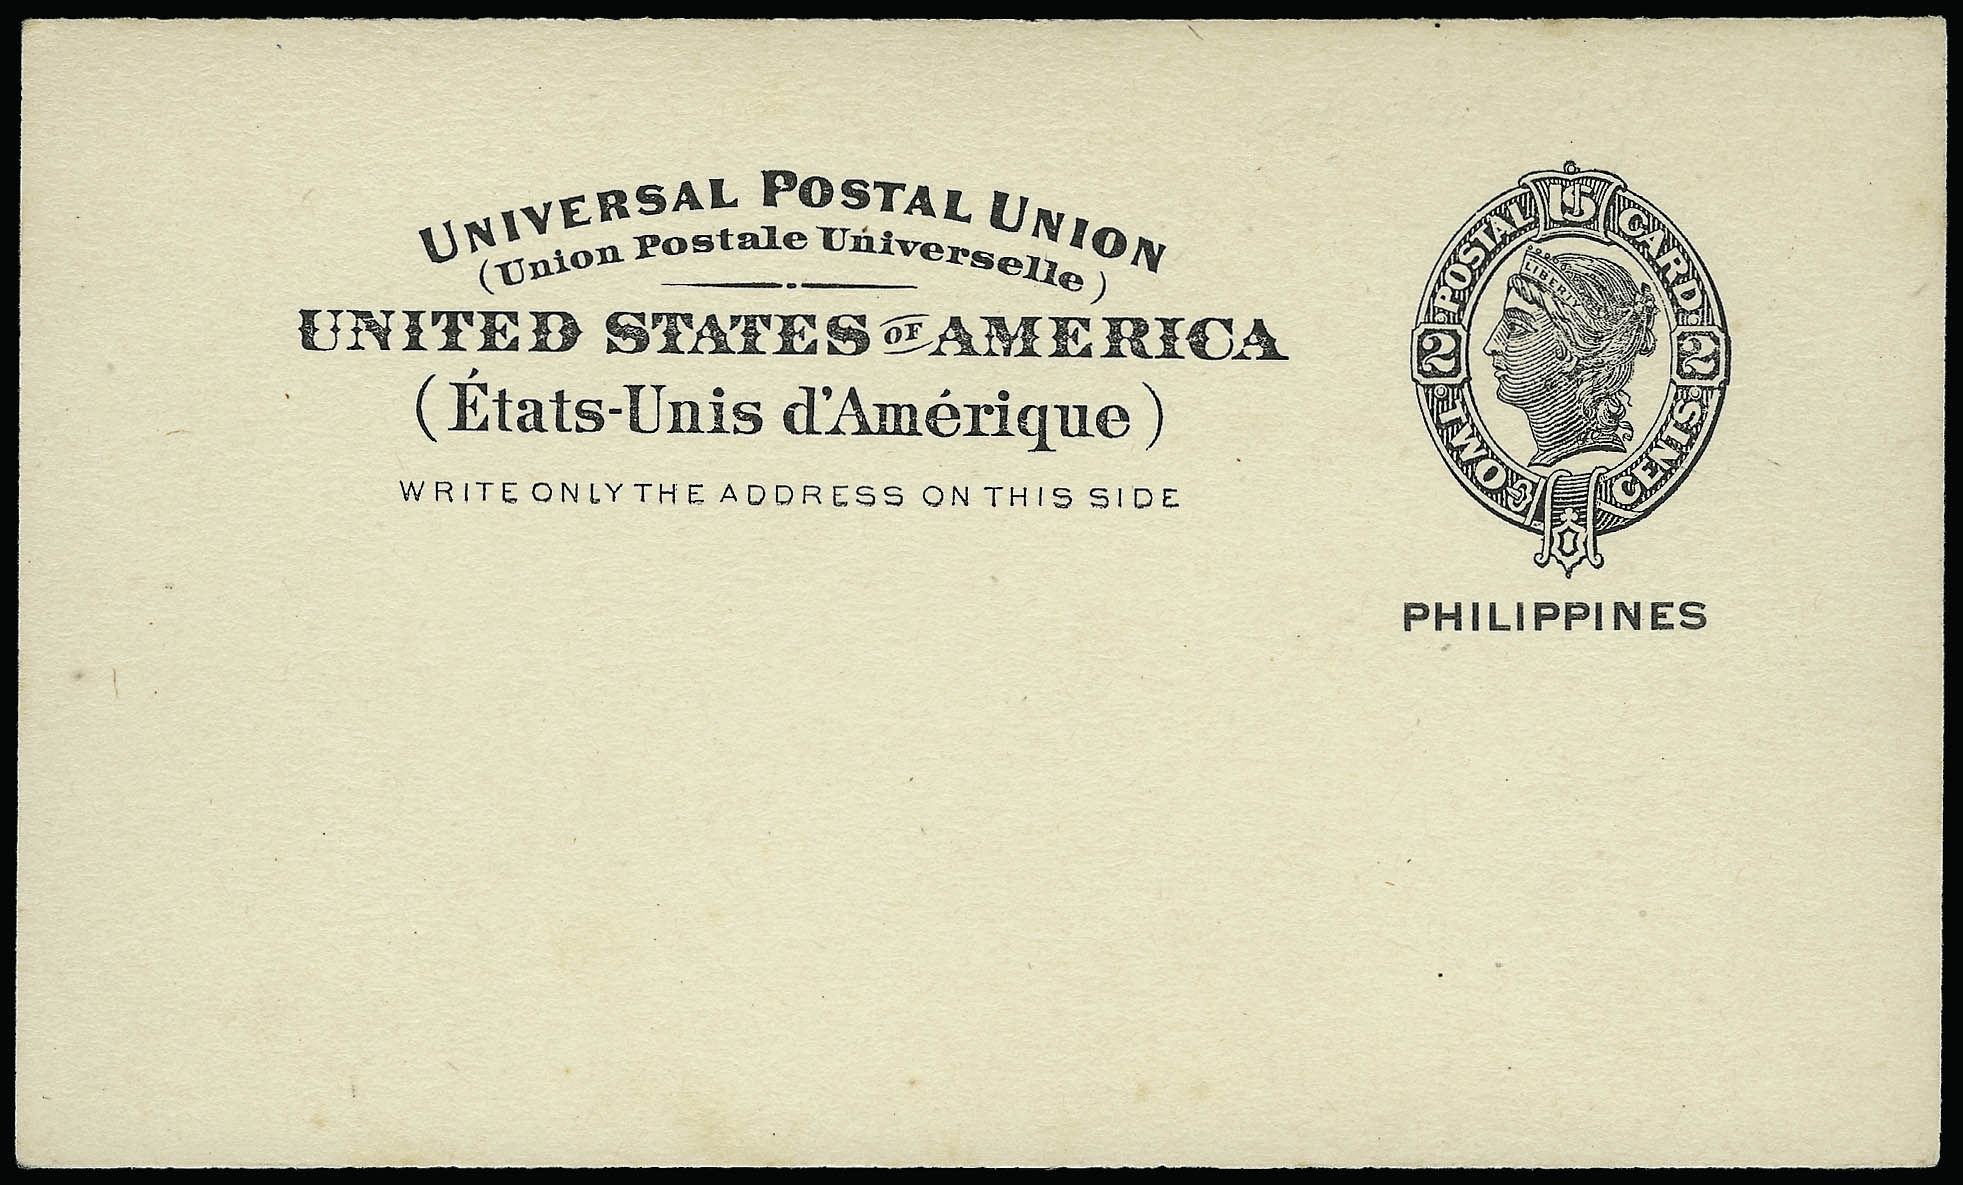 UNIVERSAL POSTAL UNION
(Union Postale Universelle)
UNITED STATES OF AMERICA
(États-Unis d'Amérique)
WRITE ONLY THE ADDRESS ON THIS SIDE
US
POSTAL CARD
LIBERTY
2 2
TWO CENTS
PHILIPPINES